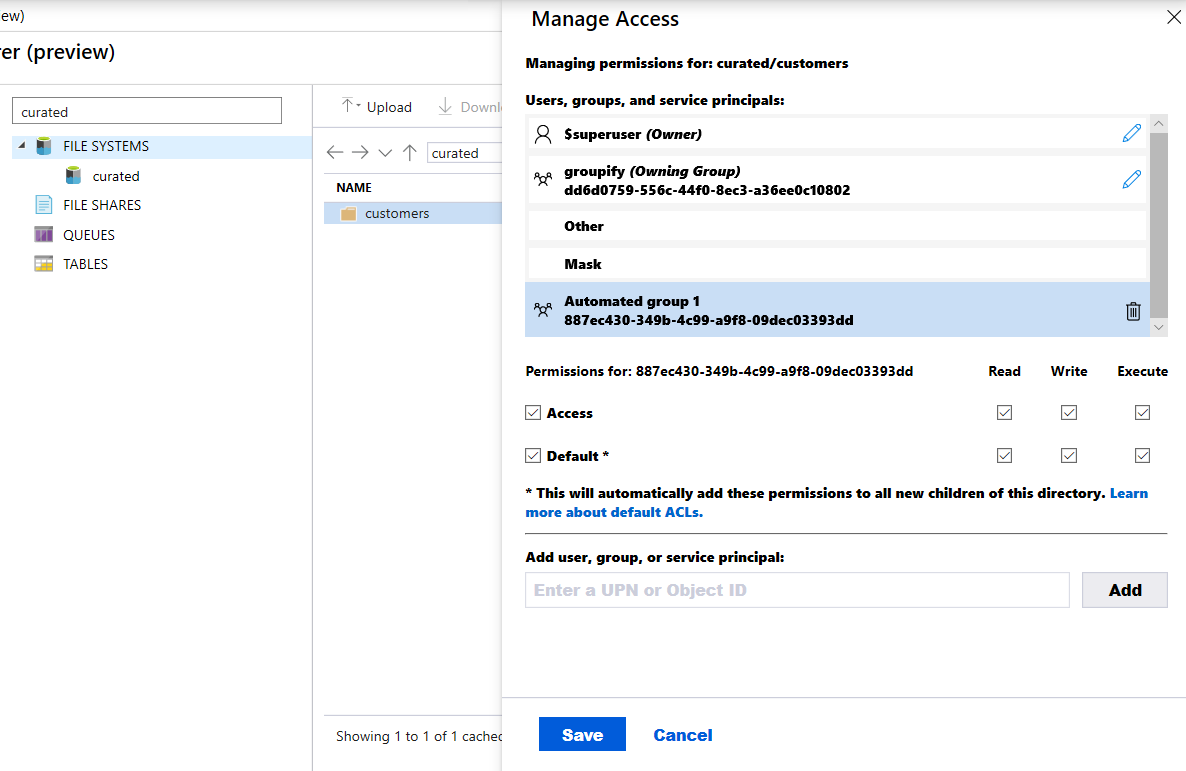 ew)
er (preview)
curated
FILE SYSTEMS
curated
FILE SHARES
QUEUES
TABLES
Upload
Downl
curated
NAME
customers
Showing 1 to 1 of 1 cached
Manage Access
Managing permissions for: curated/customers
Users, groups, and service principals:
$superuser (Owner)
groupify (Owning Group)
dd6d0759-556c-44f0-8ec3-a36ee0c10802
Other
Mask
Automated group 1
887ec430-349b-4c99-a9f8-09dec03393dd
Permissions for: 887ec430-349b-4c99-a9f8-09dec03393dd Read Write Execute
Access
Default *
* This will automatically add these permissions to all new children of this directory. Learn
more about default ACLs.
Add user, group, or service principal:
Enter a UPN or Object ID
Add
Save Cancel